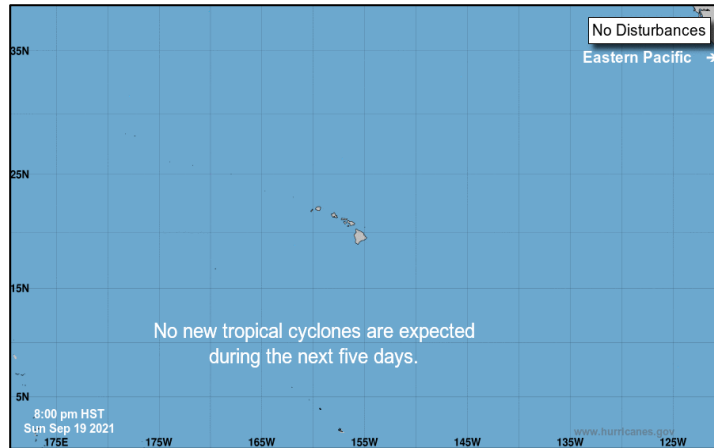 No Disturbances
35N
Eastern Pacific →
25N
15N
No new tropical cyclones are expected
during the next five days.
5N
8:00 pm HST
Sun Sep 19 2021
www.hurricanes.gov
175E 175W 165W 155W 145W 135W 125W